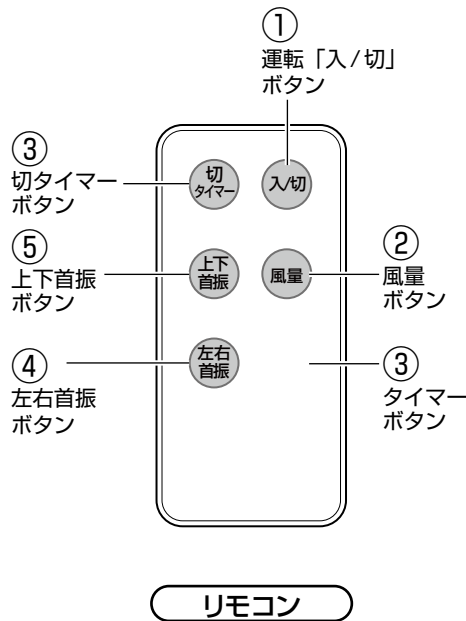 ①
運転「入/切」
ボタン
③
切タイマー
ボタン
切
タイマー
入/切
⑤
上下首振
ボタン
上下
首振
風量
②
風量
ボタン
④
左右首振
ボタン
左右
首振
③
タイマー
ボタン
リモコン